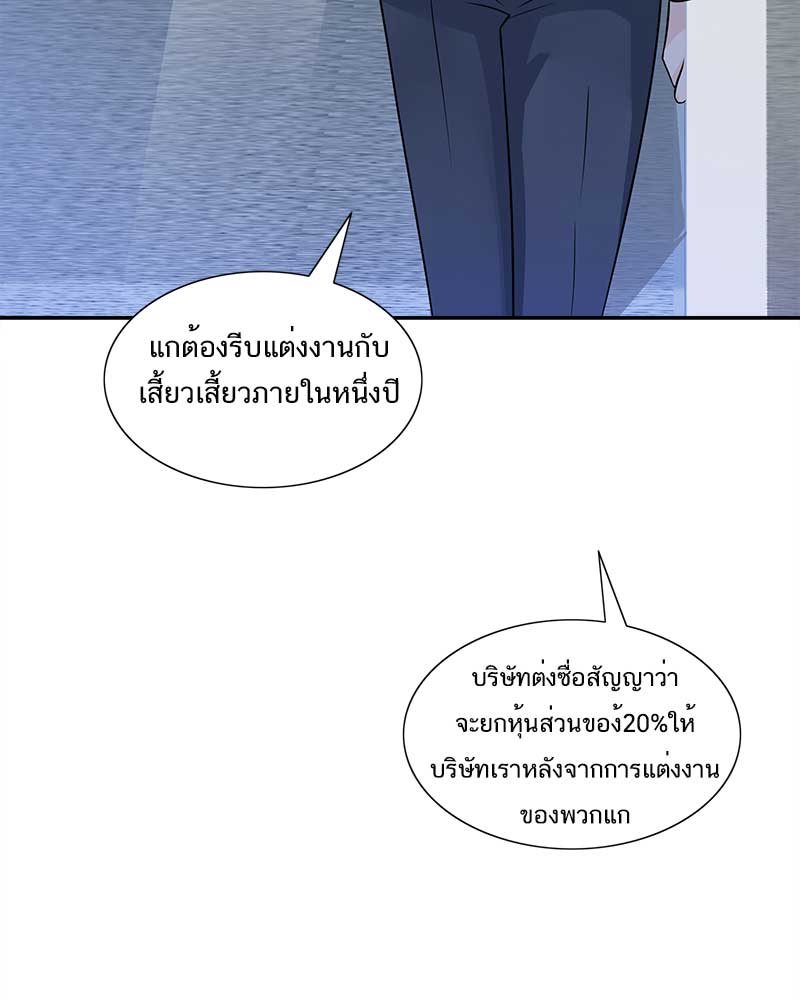 แกต้องรีบแต่งงานกับ
เสี้ยวเสี้ยวภายในหนึ่งปี
บริษัทต่งซื่อสัญญาว่า
จะยกหุ้นส่วนของ้20%ให้
บริษัทเราหลังจากการแต่งงาน
ของพวกแก